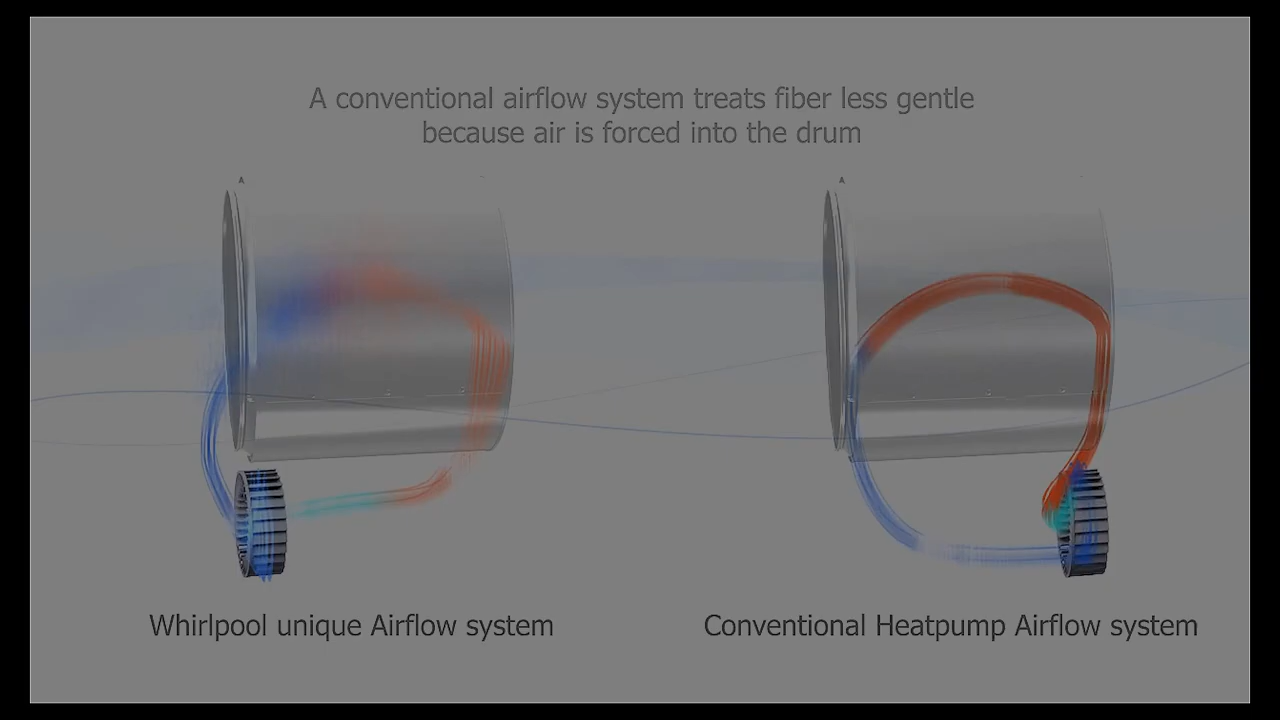 A conventional airflow system treats fiber less gentle
because air is forced into the drum
Whirlpool unique Airflow system
Conventional Heatpump Airflow system